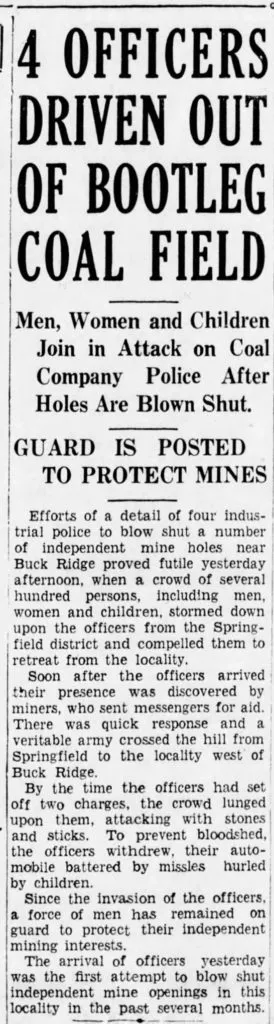 4 OFFICERS
DRIVEN OUT
OF BOOTLEG
COAL FIELD
Men, Women and Children
Join in Attack on Coal
Company Police After
Holes Are Blown Shut.
GUARD IS POSTED
TO PROTECT MINES
Efforts of a detail of four indus-
trial police to blow shut a number
of independent mine holes near
Buck Ridge proved futile yesterday
afternoon, when a crowd of several
hundred persons, including men,
women and children, stormed down
upon the officers from the Spring-
field district and compelled them to
retreat from the locality.
Soon after the officers arrived
their presence was discovered by
miners, who sent messengers for aid.
There was quick response and a
veritable army crossed the hill from
Springfield to the locality west of
Buck Ridge.
By the time the officers had set
off two charges, the crowd lunged
upon them, attacking with stones
and sticks. To prevent bloodshed,
the officers withdrew, their auto-
mobile battered by missles hurled
by children.
Since the invasion of the officers,
a force of men has remained on
guard to protect their independent
mining interests.
The arrival of officers yesterday
was the first attempt to blow shut
independent mine openings in this
locality in the past several months.